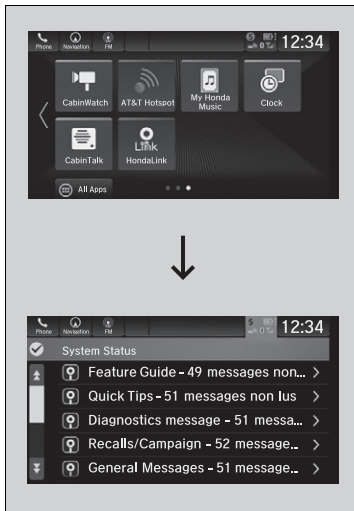 Phone Navigation FM 12:34
CabinWatch AT&T Hotspot My Honda Music Clock
CabinTalk Link HondaLink
All Apps
Phone Navigation FM 12:34
System Status
Feature Guide – 49 messages non...
Quick Tips – 51 messages non lus
Diagnostics message – 51 messa...
Recalls/Campaign – 52 message...
General Messages – 51 message...